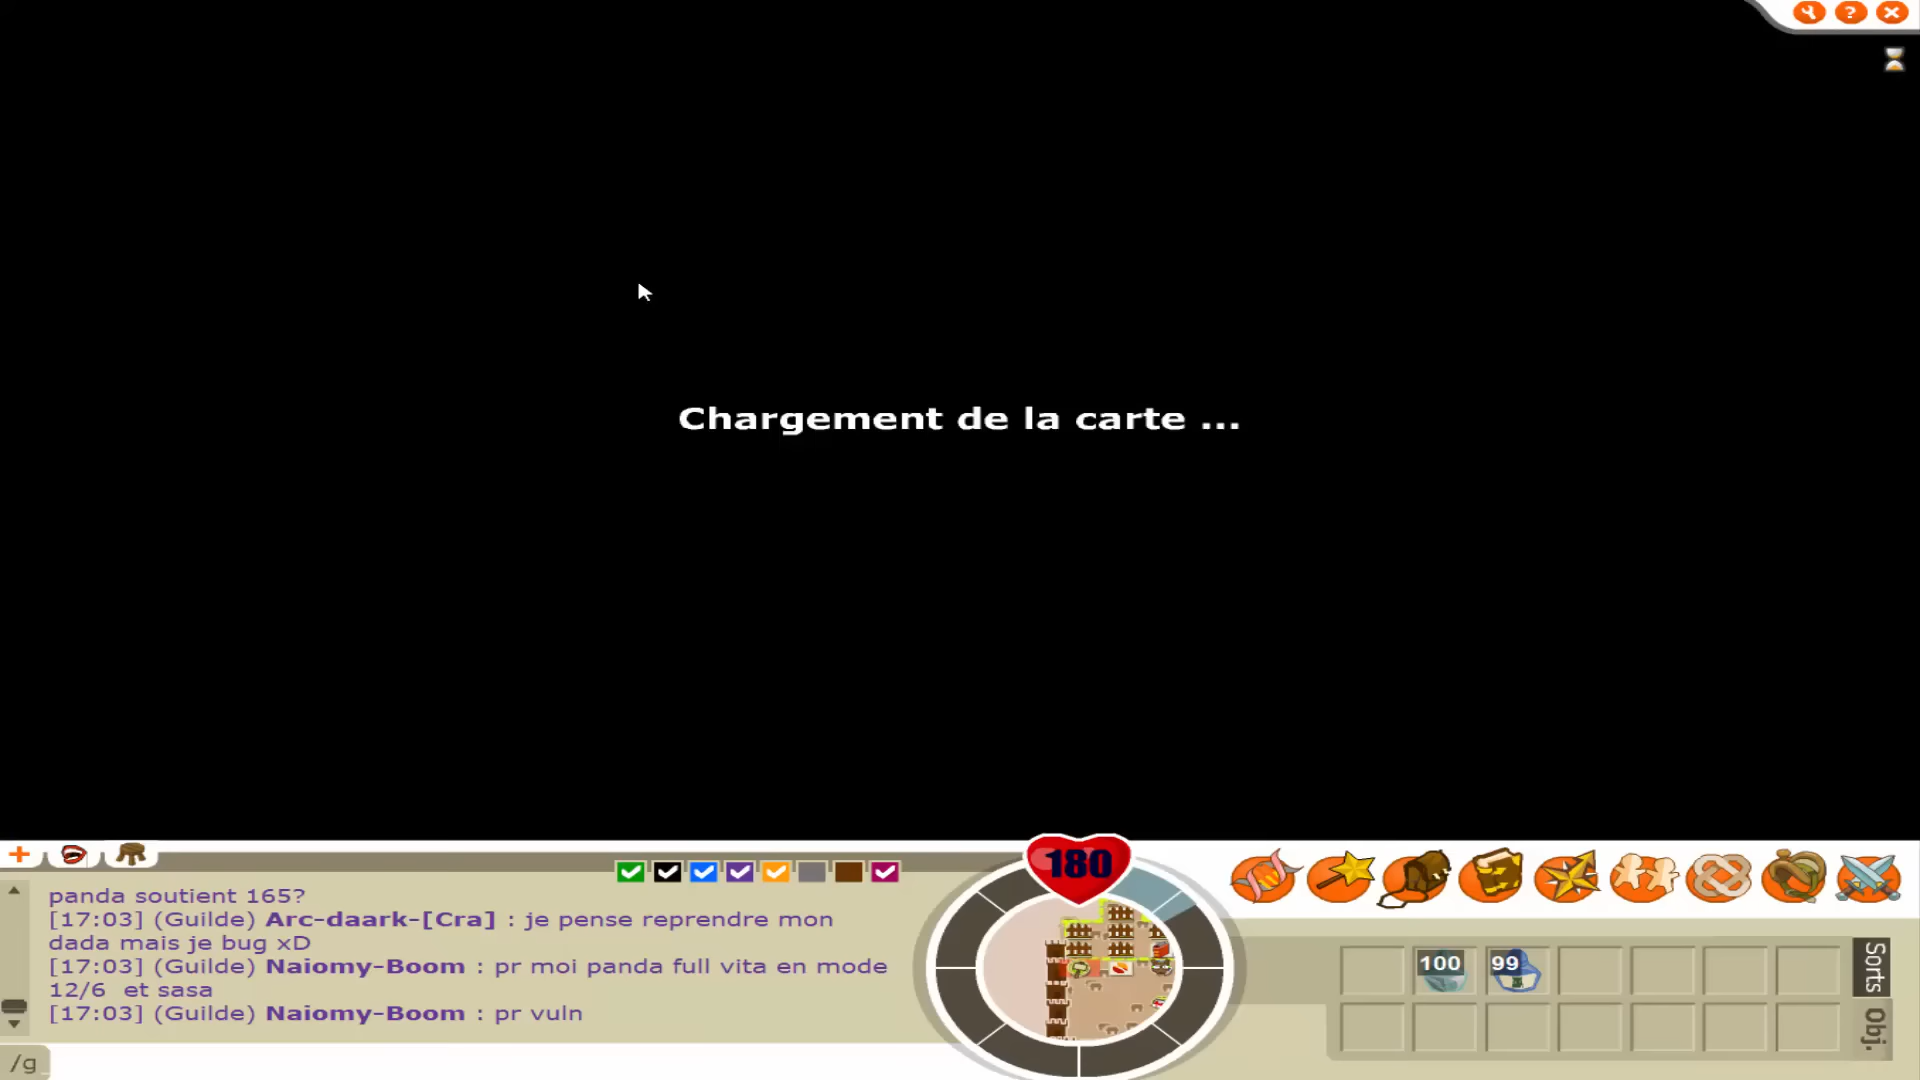 ?
Chargement de la carte ...
180
panda soutient 165?
[17:03] (Guilde) Arc-daark-[Cra] : je pense reprendre mon
dada mais je bug xD
[17:03] (Guilde) Naiomy-Boom : pr moi panda full vita en mode
12/6 et sasa
[17:03] (Guilde) Naiomy-Boom : pr vuln
/g
100
99
Sorts
Obj.